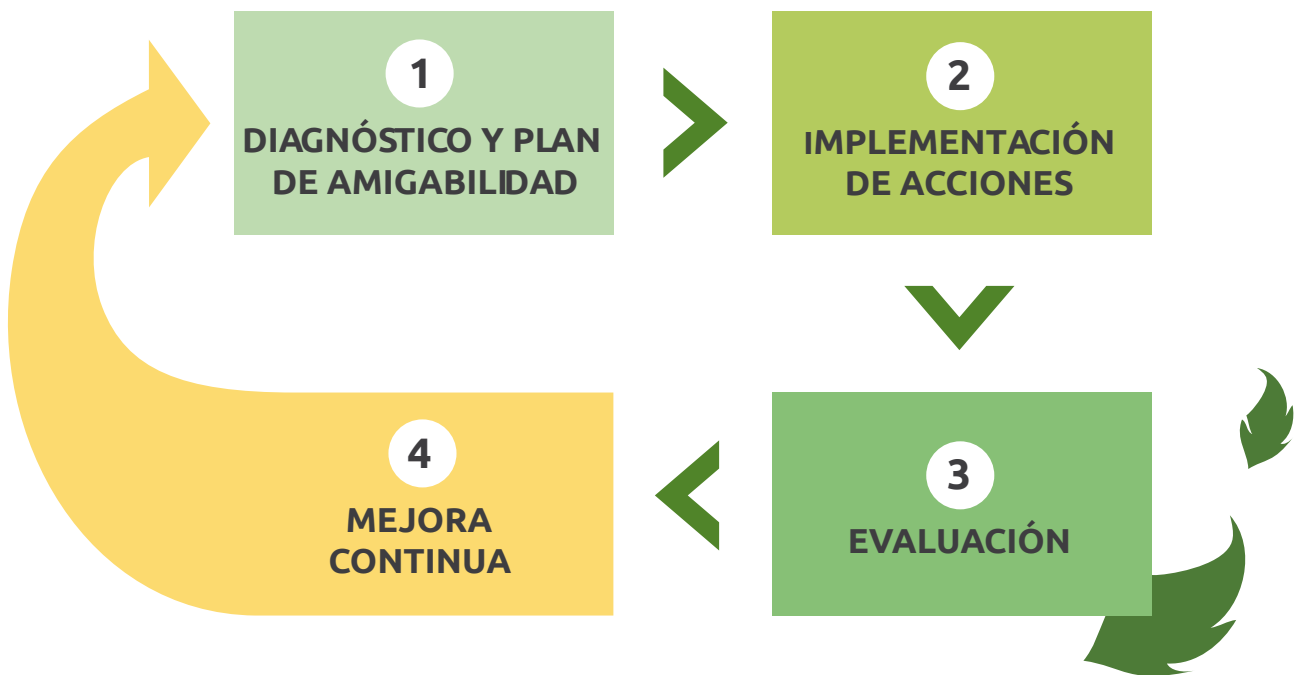 1
DIAGNÓSTICO Y PLAN
DE AMIGABILIDAD
2
IMPLEMENTACIÓN
DE ACCIONES
3
EVALUACIÓN
4
MEJORA
CONTINUA